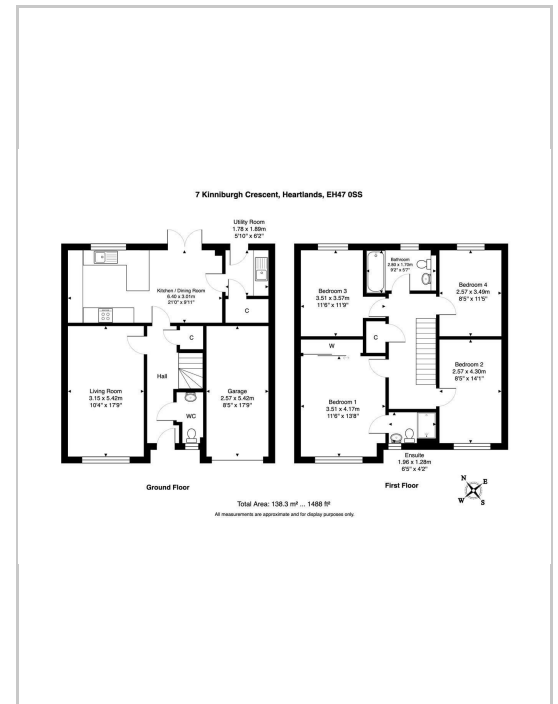 7 Kinniburgh Crescent, Heartlands, EH47 0SS
Utility Room
1.78 x 1.89m
5'10" x 6'2"
Kitchen / Dining Room
6.40 x 3.01m
21'0" x 9'11"
C
C
Hall
Living Room
3.15 x 5.42m
10'4" x 17'9"
Garage
2.57 x 5.42m
8'5" x 17'9"
WC
Ground Floor
Bathroom
2.80 x 1.70m
9'2" x 5'7"
Bedroom 3
3.51 x 3.57m
11'6" x 11'9"
Bedroom 4
2.57 x 3.49m
8'5" x 11'5"
C
W
Bedroom 2
2.57 x 4.30m
8'5" x 14'1"
Bedroom 1
3.51 x 4.17m
11'6" x 13'8"
Ensuite
1.96 x 1.28m
6'5" x 4'2"
First Floor
N
E
W
S
Total Area: 138.3 m² ... 1488 ft²
All measurements are approximate and for display purposes only.